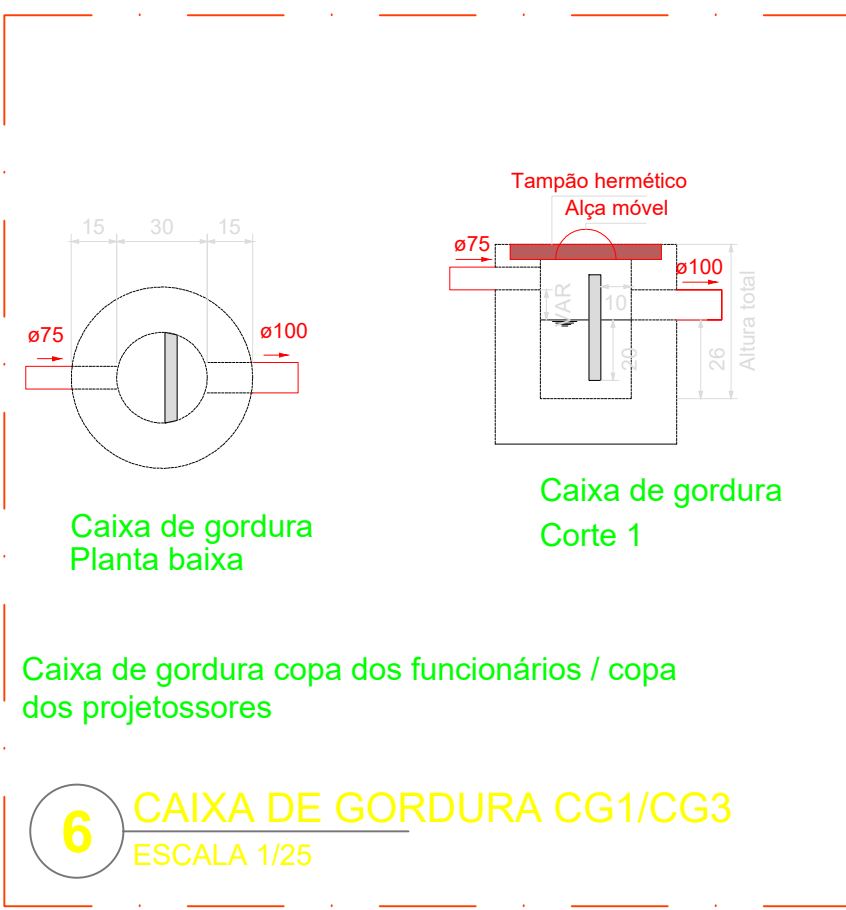 15 30 15
ø75
ø100
Caixa de gordura
Planta baixa
Tampão hermético
Alça móvel
ø75
ø100
VAR
10
20
26
Altura total
Caixa de gordura
Corte 1
Caixa de gordura copa dos funcionários / copa
dos projetossores
6
CAIXA DE GORDURA CG1/CG3
ESCALA 1/25